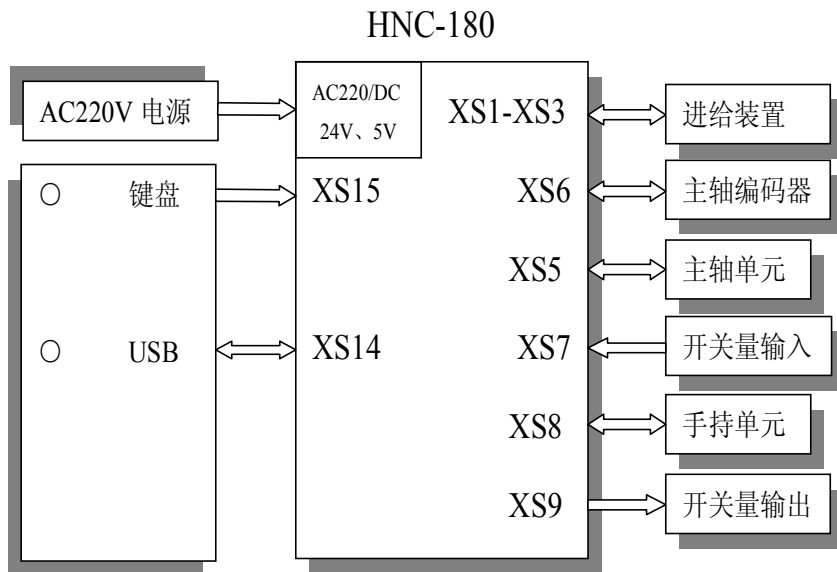 HNC-180
AC220V 电源
AC220/DC
24V、5V
XS1-XS3
进给装置
键盘
XS15
XS6
主轴编码器
XS5
主轴单元
USB
XS14
XS7
开关量输入
XS8
手持单元
XS9
开关量输出